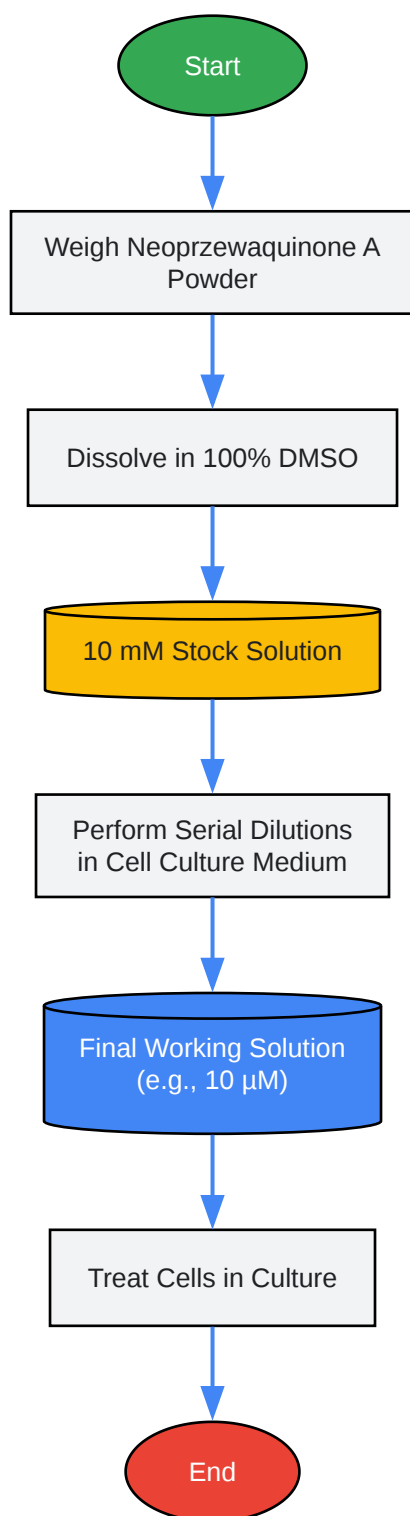 Start
Weigh Neoprzewaquinone A
Powder
Dissolve in 100% DMSO
10 mM Stock Solution
Perform Serial Dilutions
in Cell Culture Medium
Final Working Solution
(e.g., 10 µM)
Treat Cells in Culture
End